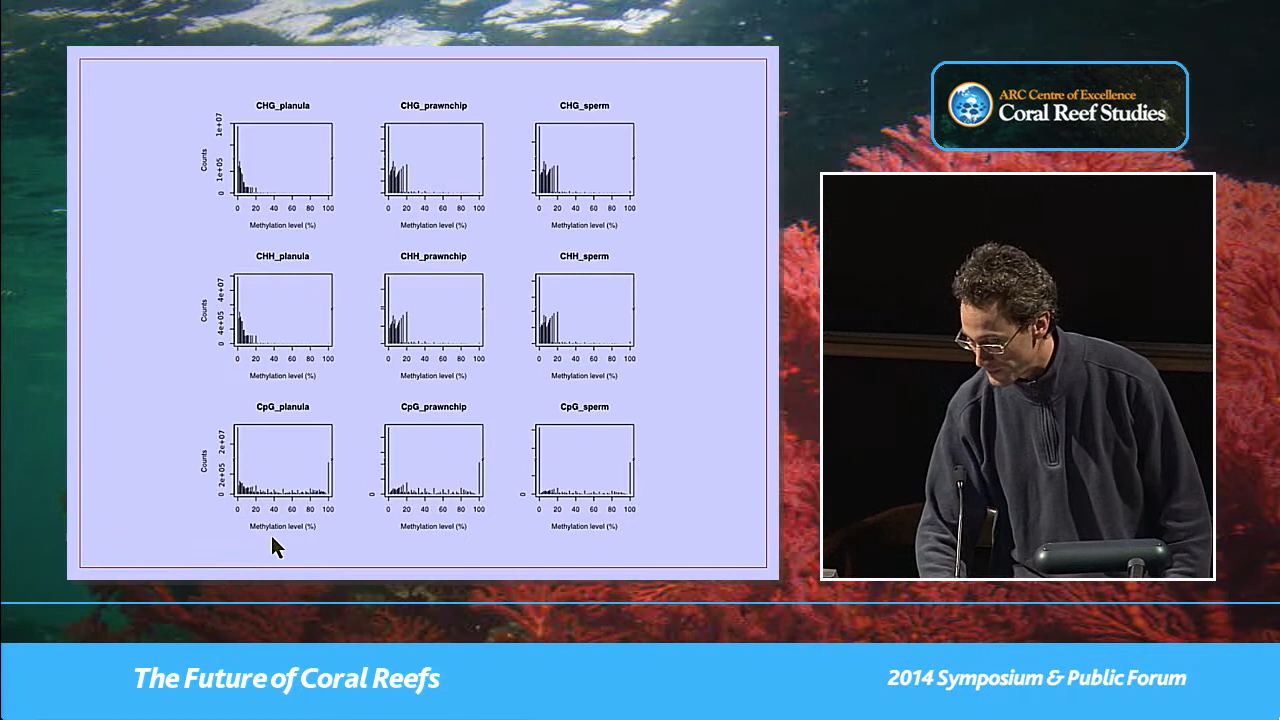 CHG_planula
CHG_prawnchip
CHG_sperm
Counts
0 1e+05 1e+07
0 20 40 60 80 100
0 20 40 60 80 100
0 20 40 60 80 100
Methylation level (%)
Methylation level (%)
Methylation level (%)
CHH_planula
CHH_prawnchip
CHH_sperm
Counts
0 4e+05 4e+07
0 20 40 60 80 100
0 20 40 60 80 100
0 20 40 60 80 100
Methylation level (%)
Methylation level (%)
Methylation level (%)
CpG_planula
CpG_prawnchip
CpG_sperm
Counts
0 2e+05 2e+07
0
0
0 20 40 60 80 100
0 20 40 60 80 100
0 20 40 60 80 100
Methylation level (%)
Methylation level (%)
Methylation level (%)
ARC Centre of Excellence
Coral Reef Studies
The Future of Coral Reefs
2014 Symposium & Public Forum